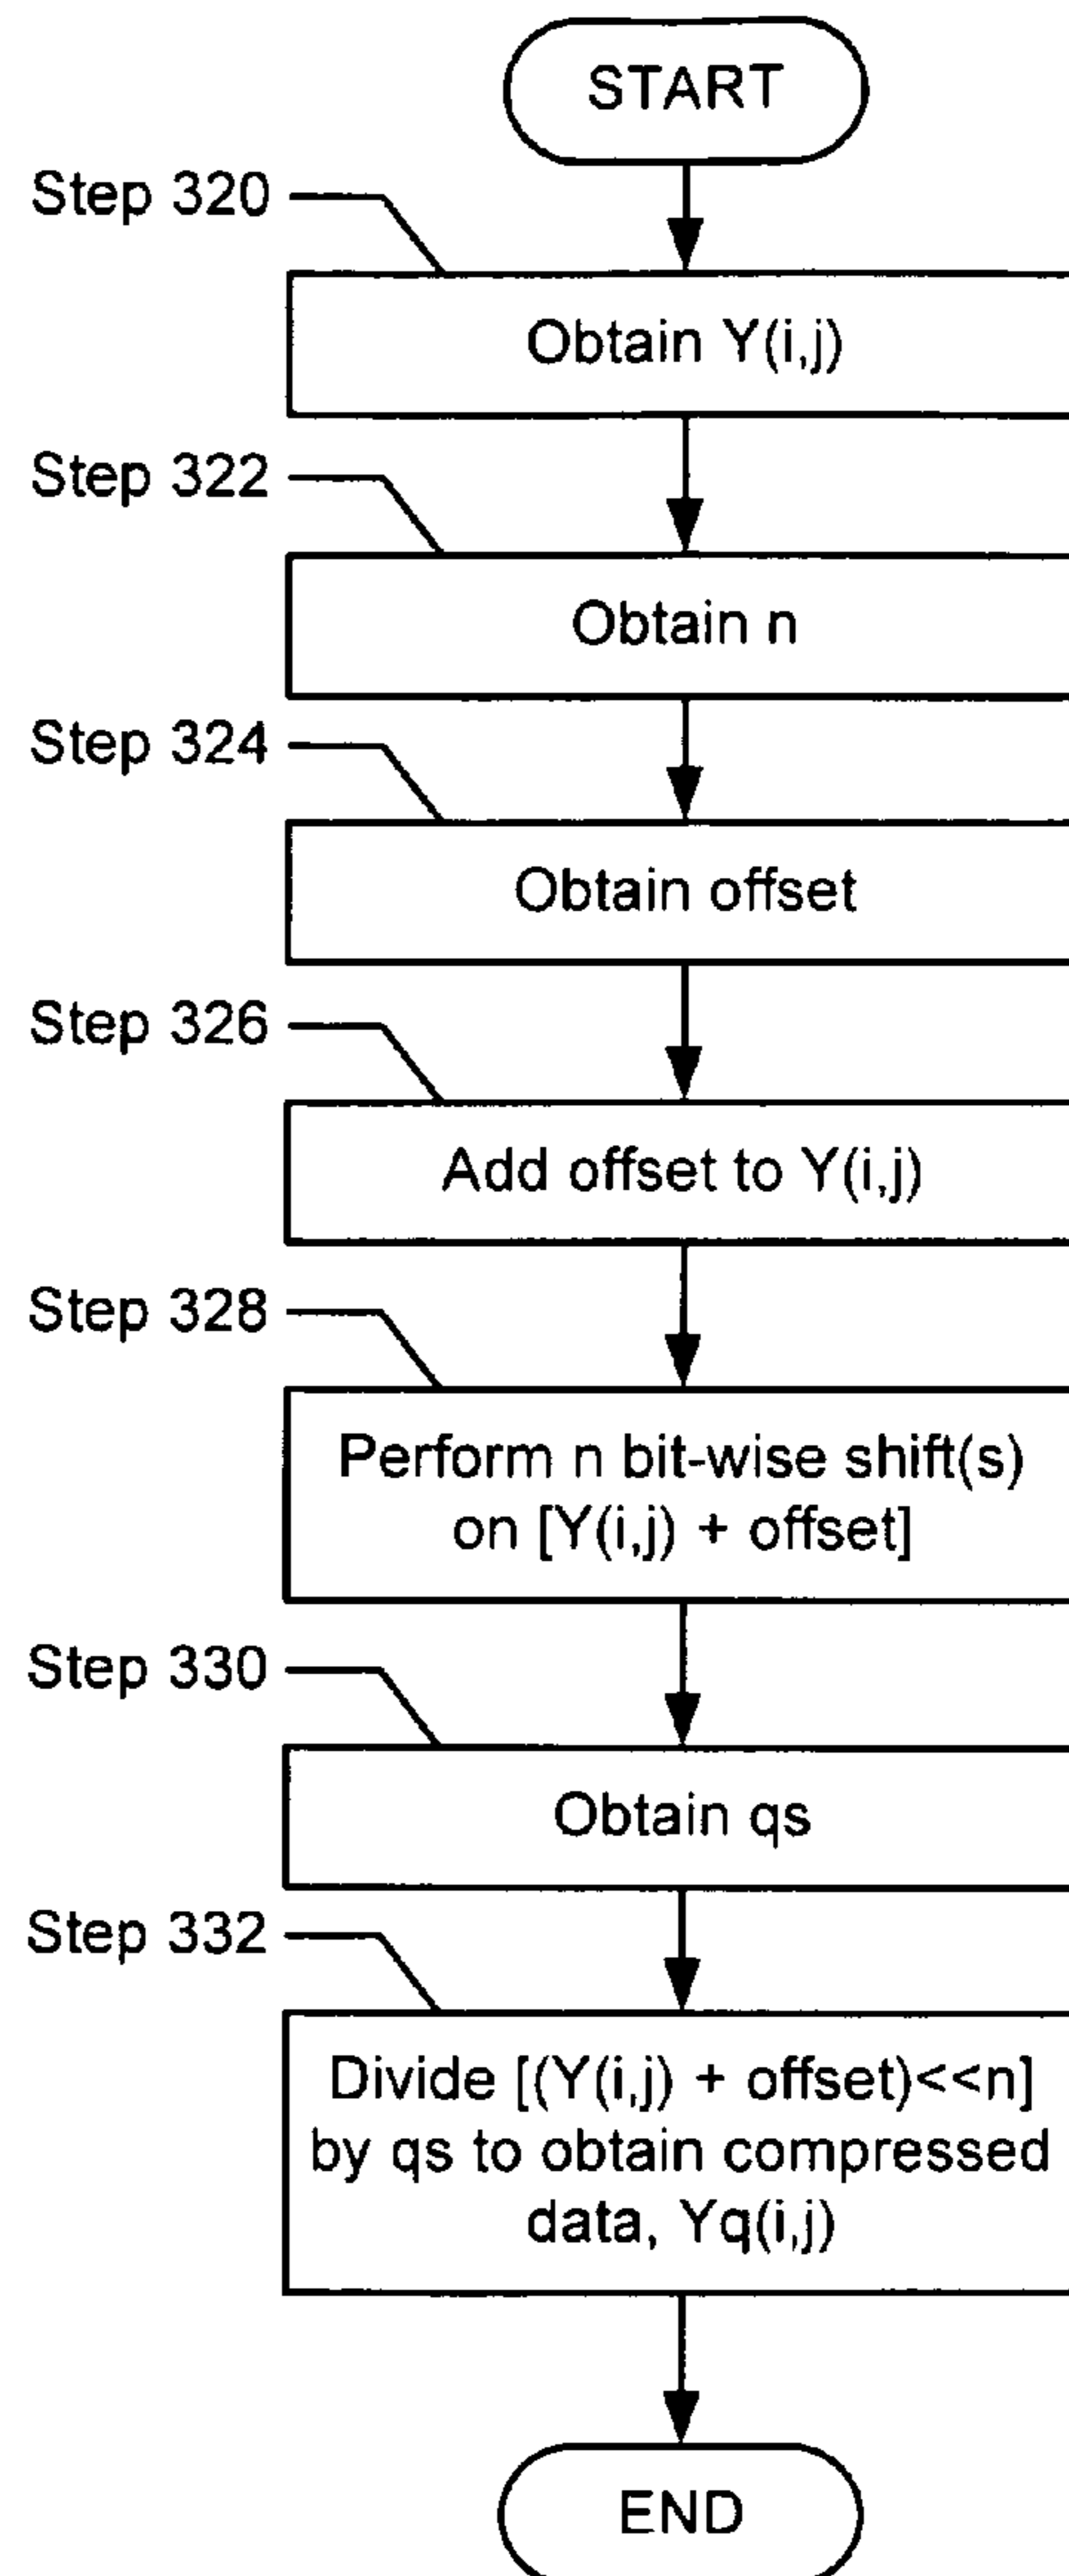 START
Step 320
Obtain Y(i,j)
Step 322
Obtain n
Step 324
Obtain offset
Step 326
Add offset to Y(i,j)
Step 328
Perform n bit-wise shift(s)
on [Y(i,j) + offset]
Step 330
Obtain qs
Step 332
Divide [(Y(i,j) + offset)<<n]
by qs to obtain compressed
data, Yq(i,j)
END